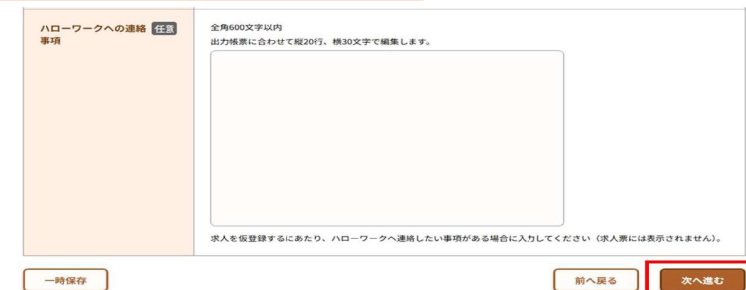 ハローワークへの連絡 任意
事項
全角600文字以内
出力帳票に合わせて縦20行、横30文字で編集します。
求人を仮登録するにあたり、ハローワークへ連絡したい事項がある場合に入力してください（求人票には表示されません）。
一時保存
前へ戻る
次へ進む